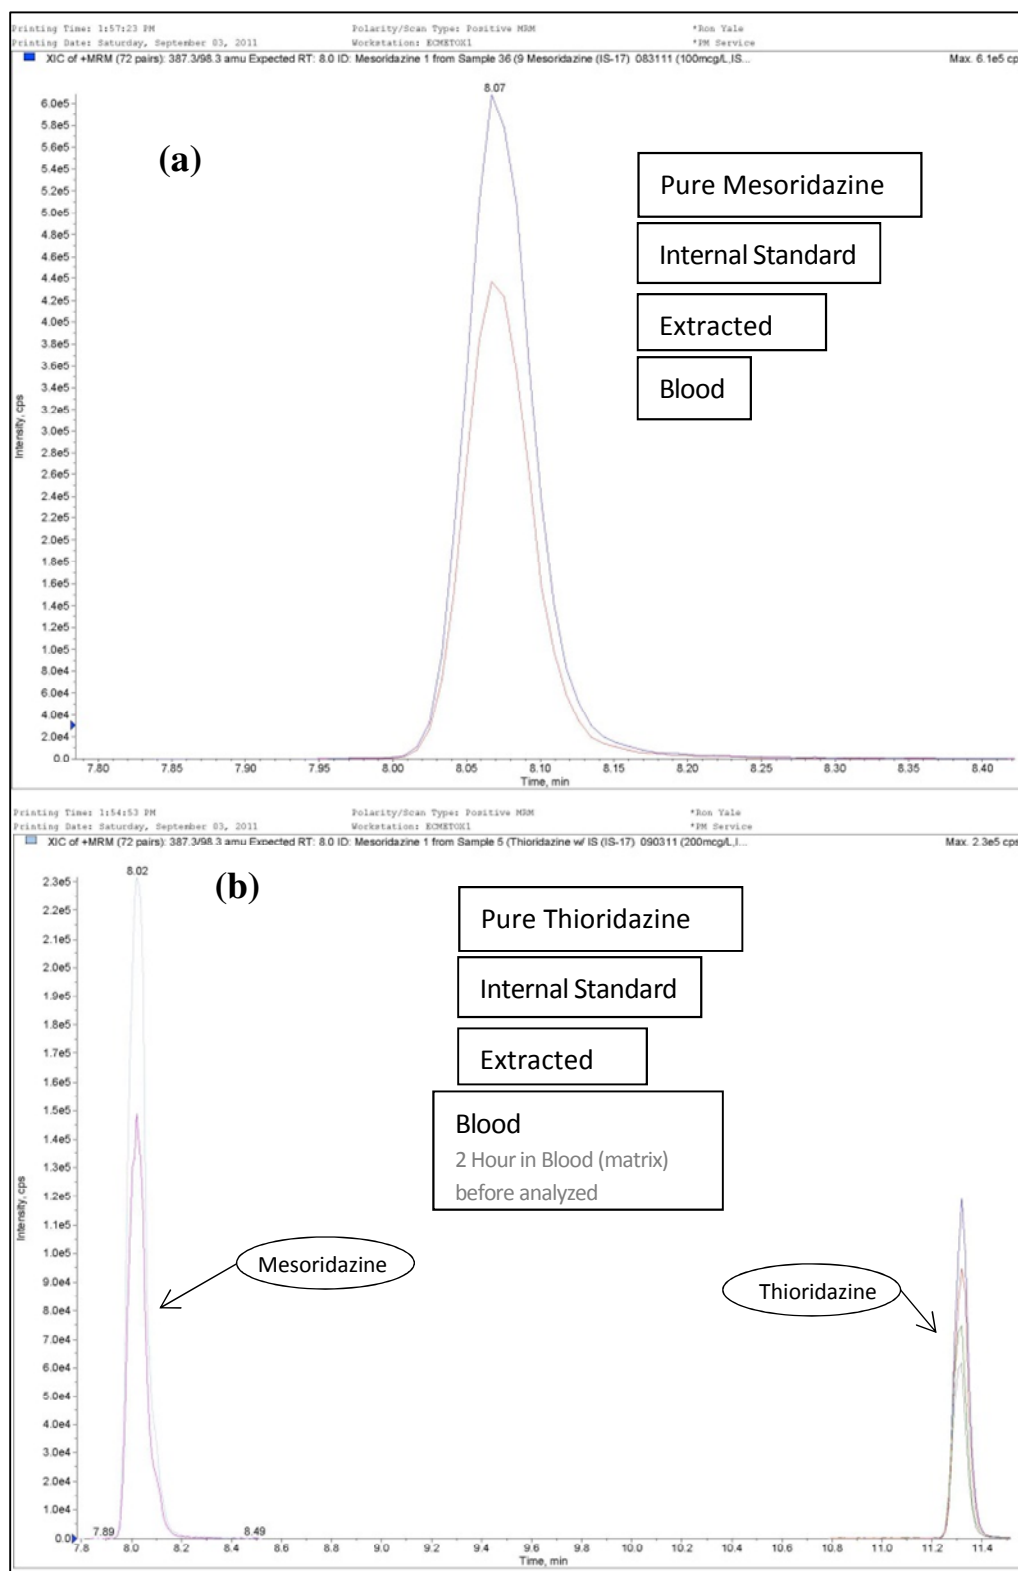 Printing Time: 1:57:23 PM Polarity/Scan Type: Positive MRM *Ron Yale
Printing Date: Saturday, September 03, 2011 Workstation: ECMETOX1 *PM Service
XIC of +MRM (72 pairs): 387.3/98.3 amu Expected RT: 8.0 ID: Mesoridazine 1 from Sample 36 (9 Mesoridazine (IS-17) 083111 (100mcg/L,IS... Max. 6.1e5 cp
8.07
(a)
Pure Mesoridazine
Internal Standard
Extracted
Blood
Intensity, cps
6.0e5
5.8e5
5.6e5
5.4e5
5.2e5
5.0e5
4.8e5
4.6e5
4.4e5
4.2e5
4.0e5
3.8e5
3.6e5
3.4e5
3.2e5
3.0e5
2.8e5
2.6e5
2.4e5
2.2e5
2.0e5
1.8e5
1.6e5
1.4e5
1.2e5
1.0e5
8.0e4
6.0e4
4.0e4
2.0e4
0.0
7.80 7.85 7.90 7.95 8.00 8.05 8.10 8.15 8.20 8.25 8.30 8.35 8.40
Time, min
Printing Time: 1:54:53 PM Polarity/Scan Type: Positive MRM *Ron Yale
Printing Date: Saturday, September 03, 2011 Workstation: ECMETOX1 *PM Service
XIC of +MRM (72 pairs): 387.3/98.3 amu Expected RT: 8.0 ID: Mesoridazine 1 from Sample 5 (Thioridazine w/ IS (IS-17) 090311 (200mcg/L,I... Max. 2.3e5 cps
8.02
(b)
Pure Thioridazine
Internal Standard
Extracted
Blood
2 Hour in Blood (matrix)
before analyzed
Mesoridazine
Thioridazine
Intensity, cps
2.3e5
2.2e5
2.1e5
2.0e5
1.9e5
1.8e5
1.7e5
1.6e5
1.5e5
1.4e5
1.3e5
1.2e5
1.1e5
1.0e5
9.0e4
8.0e4
7.0e4
6.0e4
5.0e4
4.0e4
3.0e4
2.0e4
1.0e4
0.0
7.89 8.49
7.8 8.0 8.2 8.4 8.6 8.8 9.0 9.2 9.4 9.6 9.8 10.0 10.2 10.4 10.6 10.8 11.0 11.2 11.4
Time, min